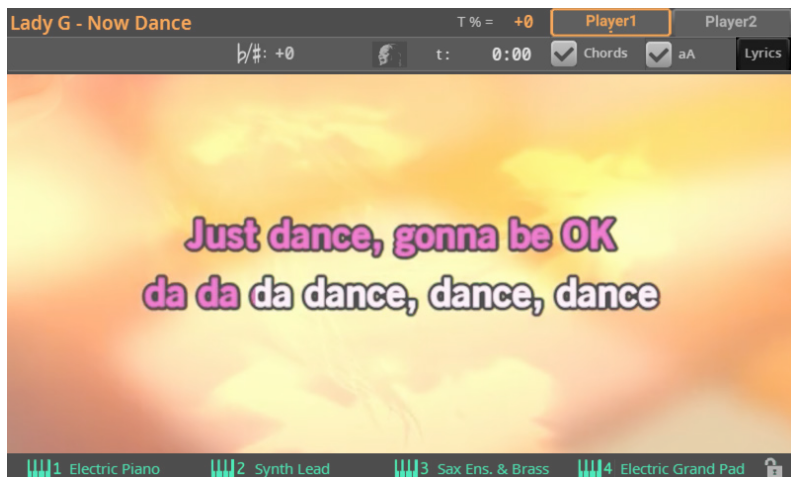 Lady G - Now Dance T % = +0 Player1 Player2
b/#: +0 t: 0:00 Chords aA Lyrics
Just dance, gonna be OK
da da da dance, dance, dance
1 Electric Piano 2 Synth Lead 3 Sax Ens. & Brass 4 Electric Grand Pad